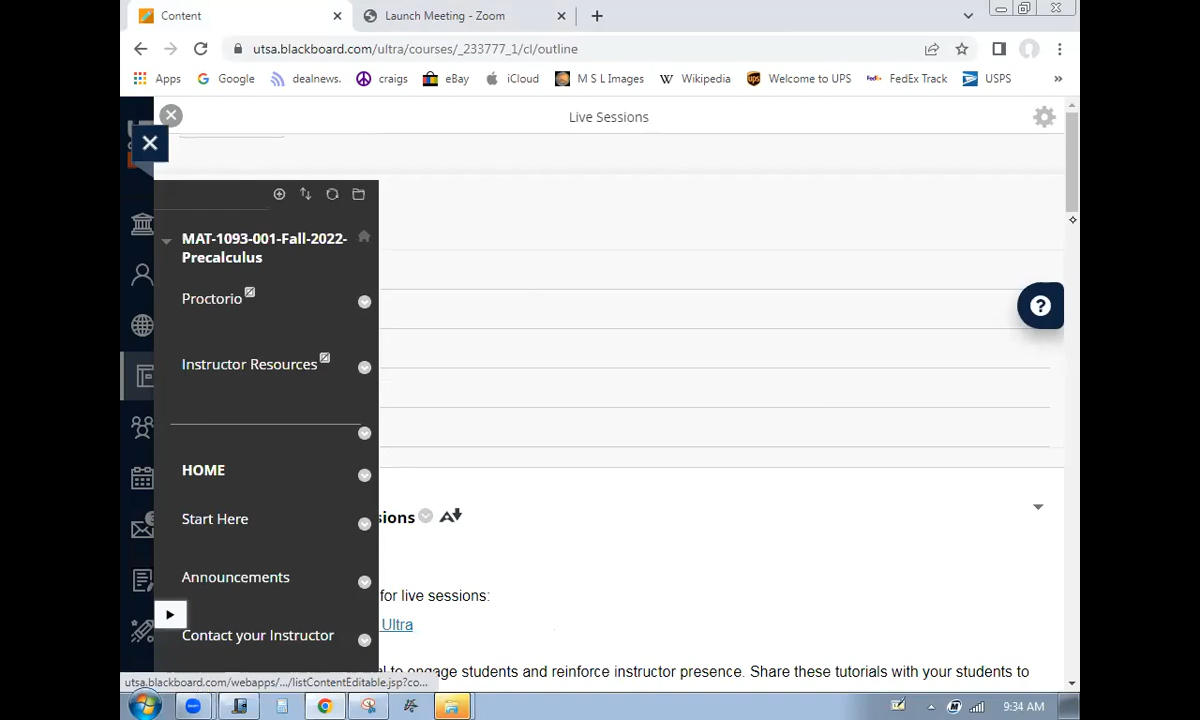 Content
Launch Meeting - Zoom
utsa.blackboard.com/ultra/courses/_233777_1/cl/outline
Apps
Google
dealnews.
craigs
eBay
iCloud
M S L Images
Wikipedia
Welcome to UPS
FedEx Track
USPS
»
Live Sessions
MAT-1093-001-Fall-2022-
Precalculus
Proctorio
Instructor Resources
HOME
Start Here
sions
Announcements
for live sessions:
Ultra
Contact your Instructor
to engage students and reinforce instructor presence. Share these tutorials with your students to
utsa.blackboard.com/webapps/.../listContentEditable.jsp?co...
9:34 AM